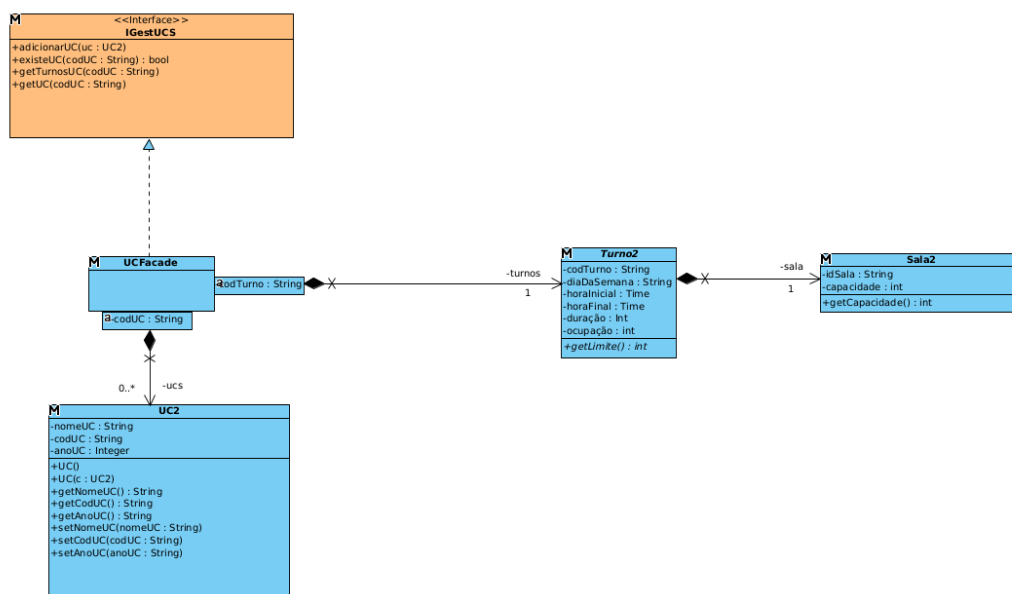 M
<<Interface>>
IGestUCS
+adicionarUC(uc : UC2)
+existeUC(codUC : String) : bool
+getTurnosUC(codUC : String)
+getUC(codUC : String)
M
UCFacade
a
-codTurno : String
a
-codUC : String
-turnos
1
M
Turno2
-codTurno : String
-diaDaSemana : String
-horaInicial : Time
-horaFinal : Time
-duração : Int
-ocupação : int
+getLimite() : int
-sala
1
M
Sala2
-idSala : String
-capacidade : int
+getCapacidade() : int
0..*
-ucs
M
UC2
-nomeUC : String
-codUC : String
-anoUC : Integer
+UC()
+UC(c : UC2)
+getNomeUC() : String
+getCodUC() : String
+getAnoUC() : String
+setNomeUC(nomeUC : String)
+setCodUC(codUC : String)
+setAnoUC(anoUC : String)